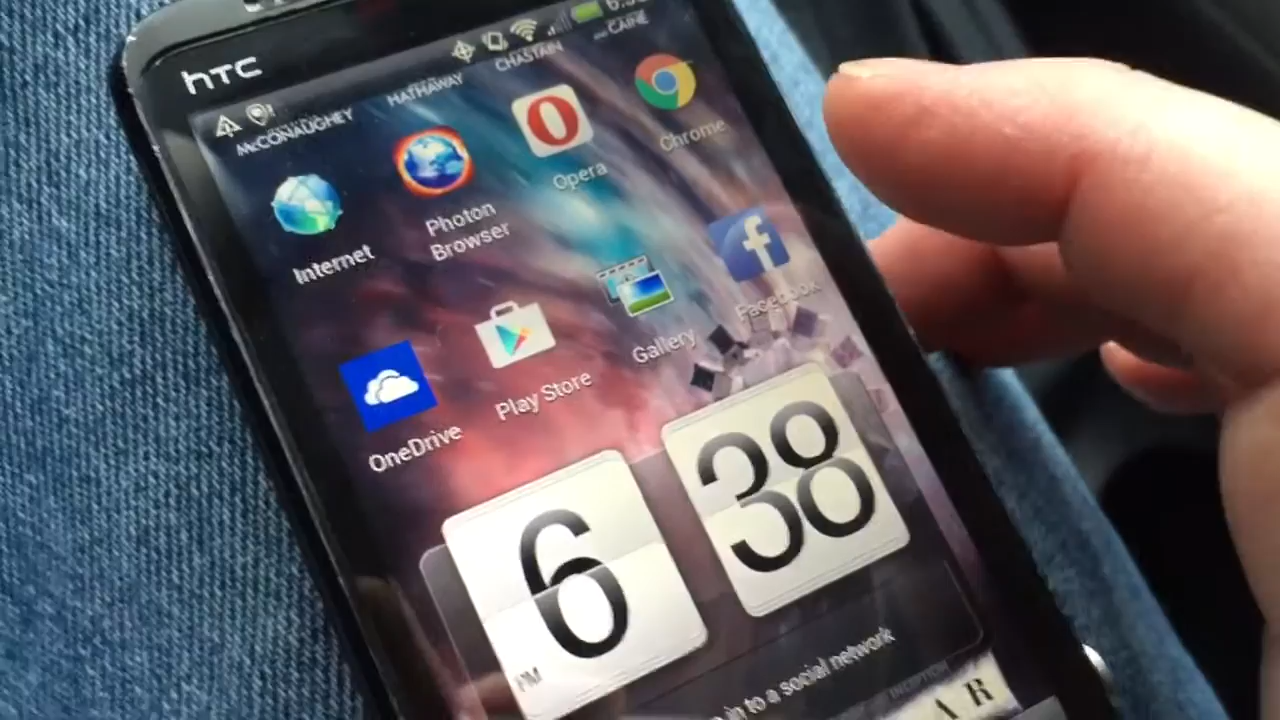 hTC
McCONAUGHEY
HATHAWAY
CHASTAIN
CAINE
Internet
Photon
Browser
Opera
Chrome
OneDrive
Play Store
Gallery
Facebook
6
38
PM
in to a social network
INCEPTION
A R